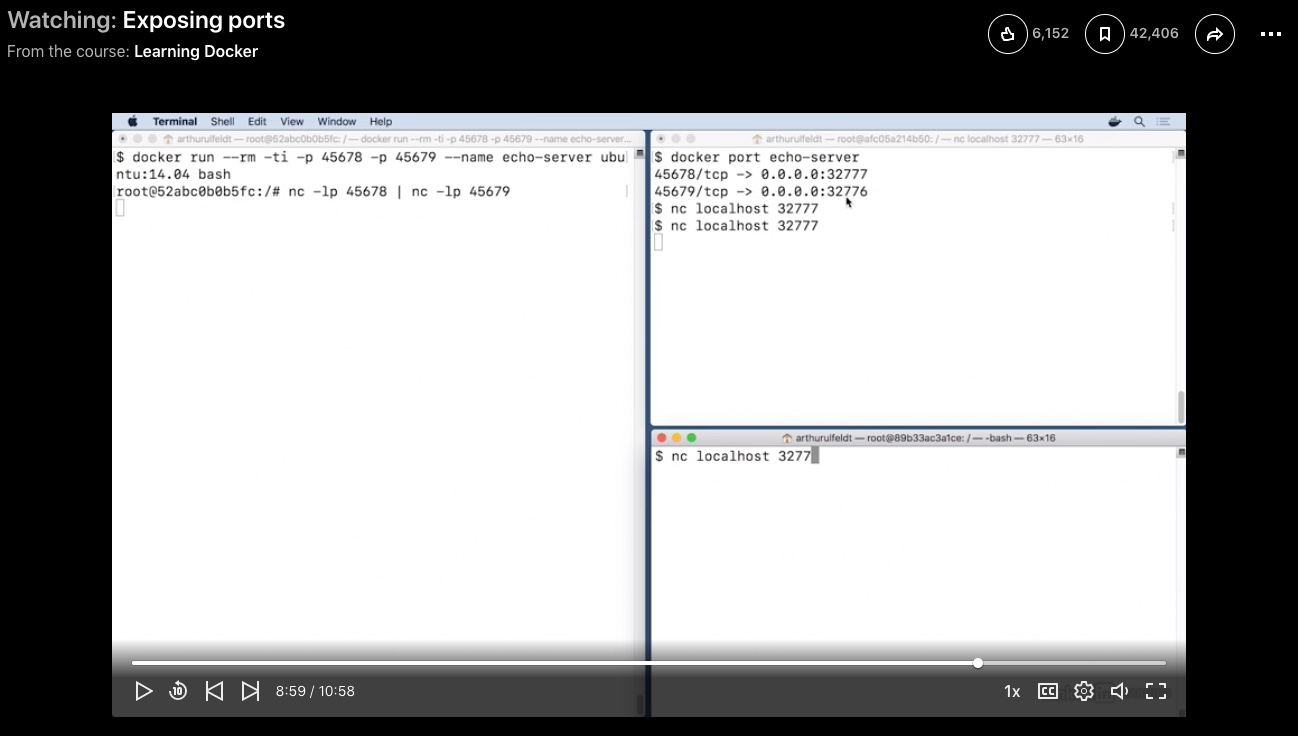 Watching: Exposing ports
From the course: Learning Docker
6,152
42,406
Terminal Shell Edit View Window Help
arthurulfeldt — root@52abc0b0b5fc: / — docker run --rm -ti -p 45678 -p 45679 --name echo-server...
$ docker run --rm -ti -p 45678 -p 45679 --name echo-server ubu
ntu:14.04 bash
root@52abc0b0b5fc:/# nc -lp 45678 | nc -lp 45679
arthurulfeldt — root@afc05a214b50: / — nc localhost 32777 — 63×16
$ docker port echo-server
45678/tcp -> 0.0.0.0:32777
45679/tcp -> 0.0.0.0:32776
$ nc localhost 32777
$ nc localhost 32777
arthurulfeldt — root@89b33ac3a1ce: / — -bash — 63×16
$ nc localhost 3277
10
8:59 / 10:58
1x
CC